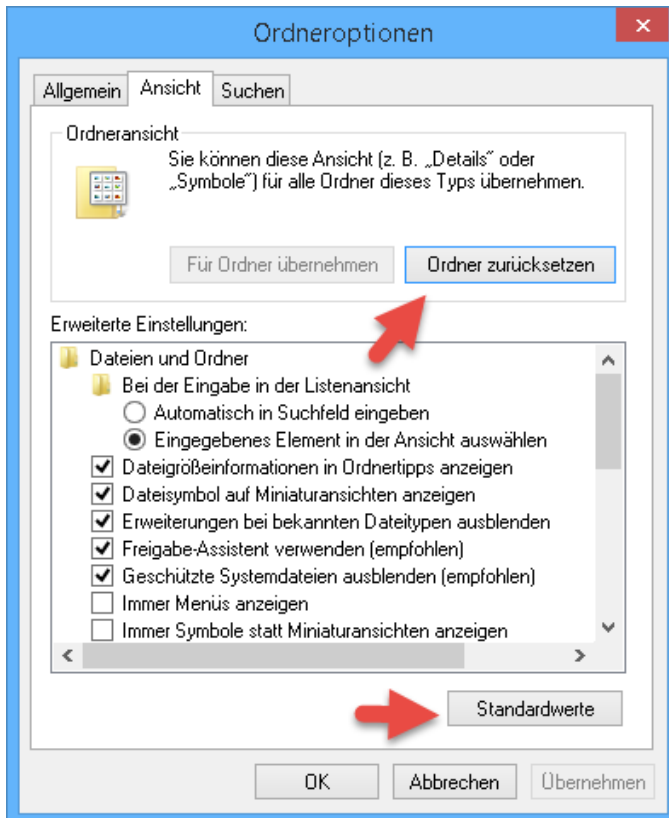 Ordneroptionen
Allgemein Ansicht Suchen
Ordneransicht
Sie können diese Ansicht (z. B. „Details" oder
„Symbole") für alle Ordner dieses Typs übernehmen.
Für Ordner übernehmen Ordner zurücksetzen
Erweiterte Einstellungen:
Dateien und Ordner
Bei der Eingabe in der Listenansicht
Automatisch in Suchfeld eingeben
Eingegebenes Element in der Ansicht auswählen
Dateigrößeinformationen in Ordnertipps anzeigen
Dateisymbol auf Miniaturansichten anzeigen
Erweiterungen bei bekannten Dateitypen ausblenden
Freigabe-Assistent verwenden (empfohlen)
Geschützte Systemdateien ausblenden (empfohlen)
Immer Menüs anzeigen
Immer Symbole statt Miniaturansichten anzeigen
Standardwerte
OK Abbrechen Übernehmen